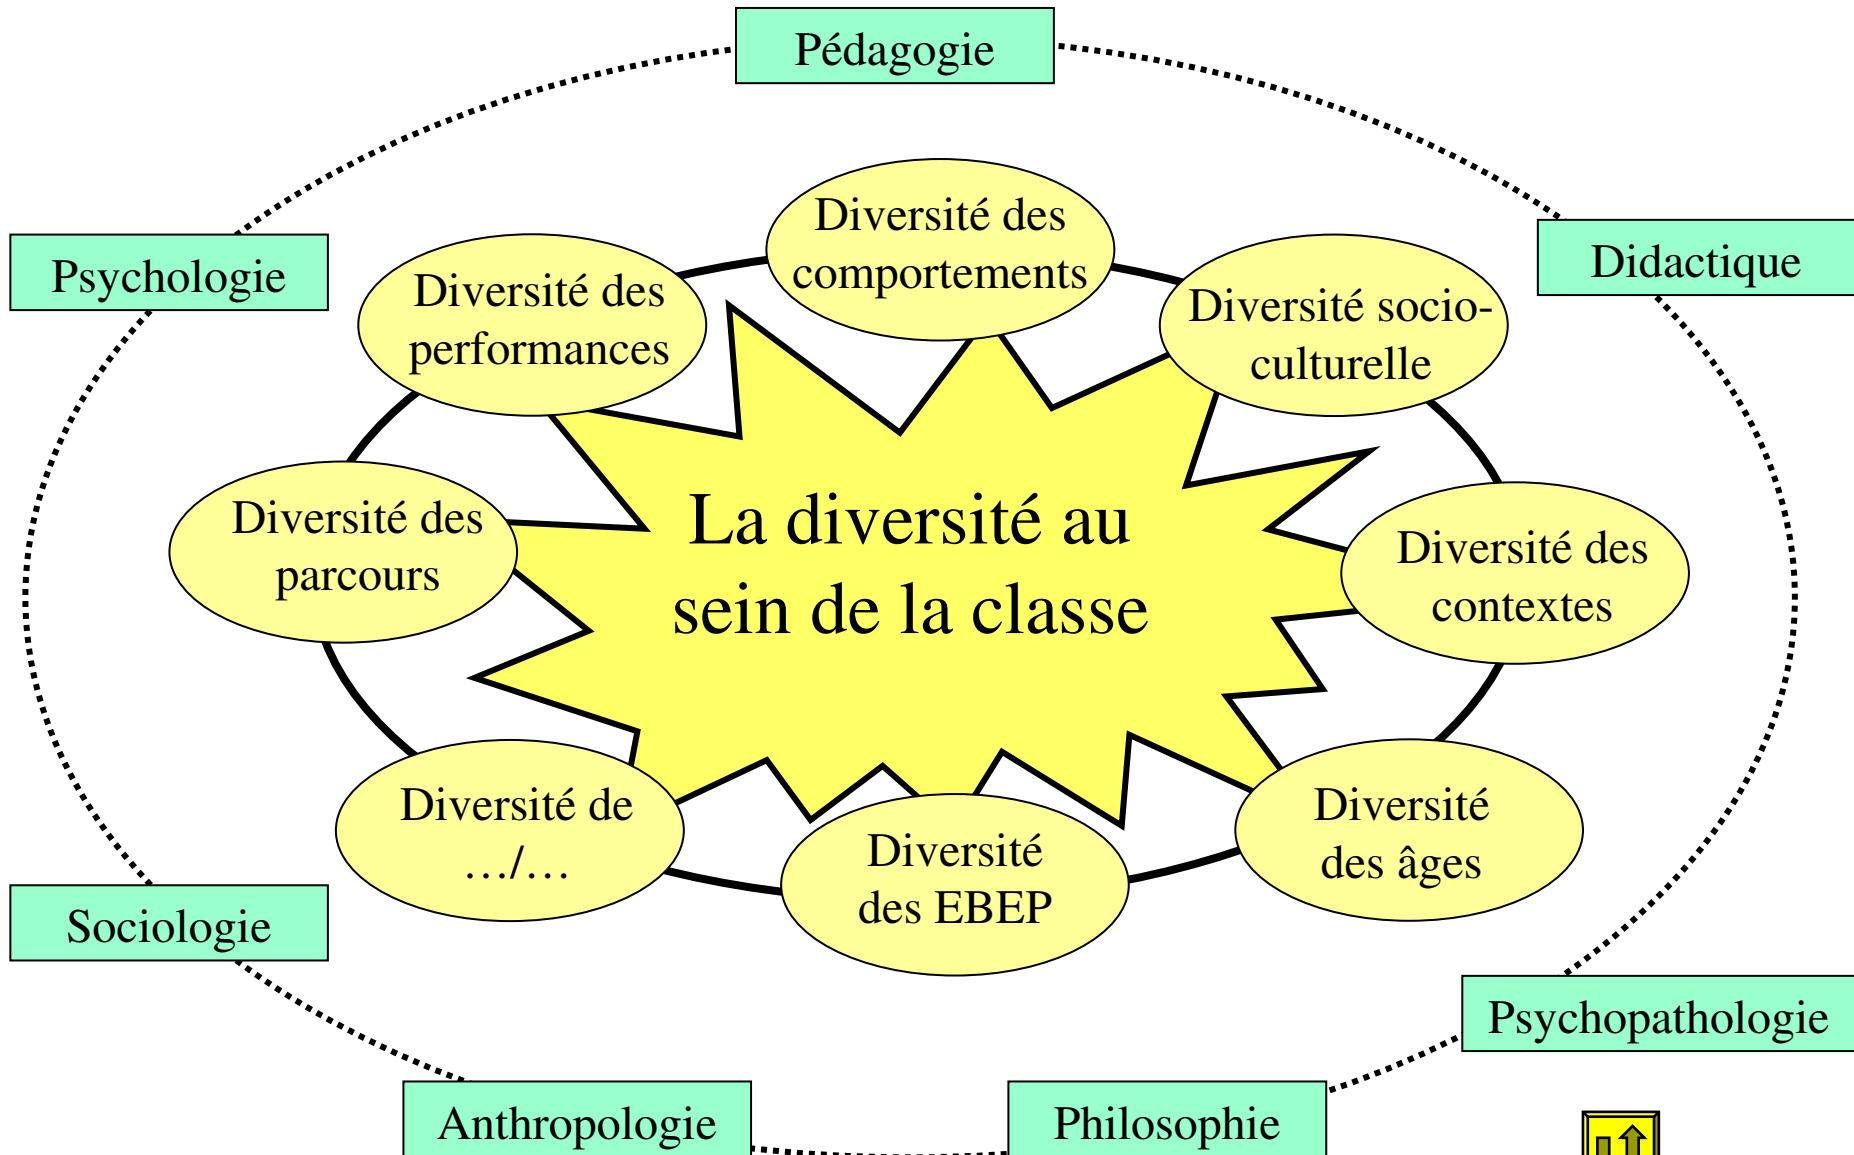 Pédagogie
Psychologie
Didactique
Diversité des
comportements
Diversité des
performances
Diversité socio-
culturelle
Diversité des
parcours
La diversité au
sein de la classe
Diversité des
contextes
Diversité de
…/…
Diversité
des EBEP
Diversité
des âges
Sociologie
Psychopathologie
Anthropologie
Philosophie